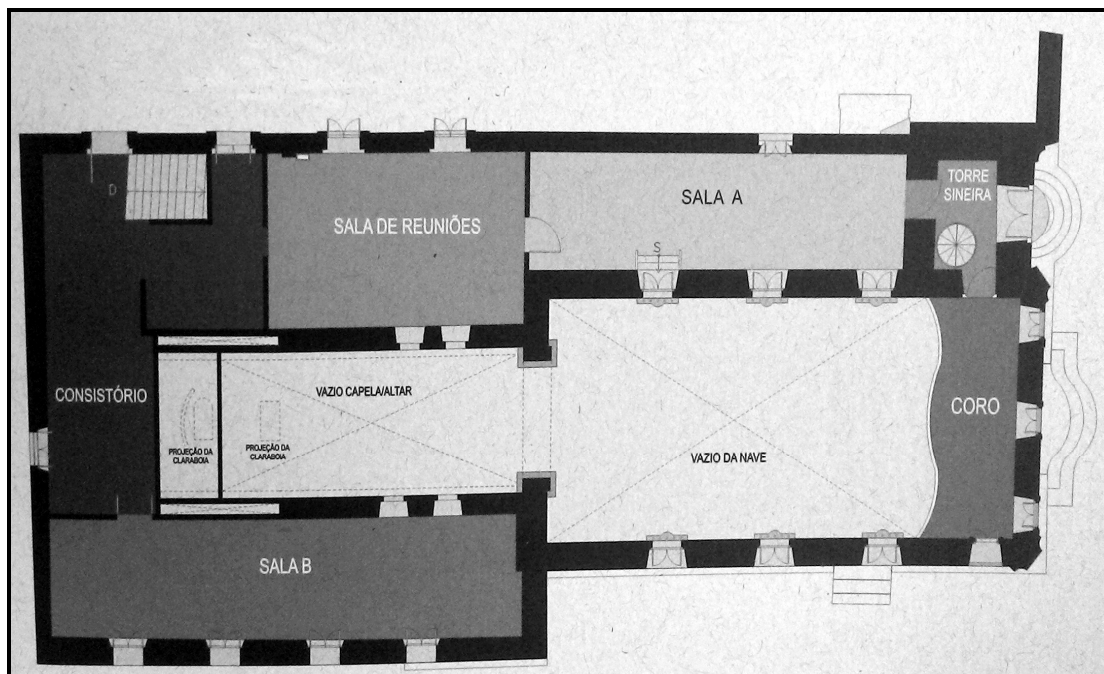 TORRE
SINEIRA
D
SALA A
SALA DE REUNIÕES
S
CONSISTÓRIO
VAZIO CAPELA/ALTAR
CORO
PROJEÇÃO DA
CLARABOIA
PROJEÇÃO DA
CLARABOIA
VAZIO DA NAVE
SALA B